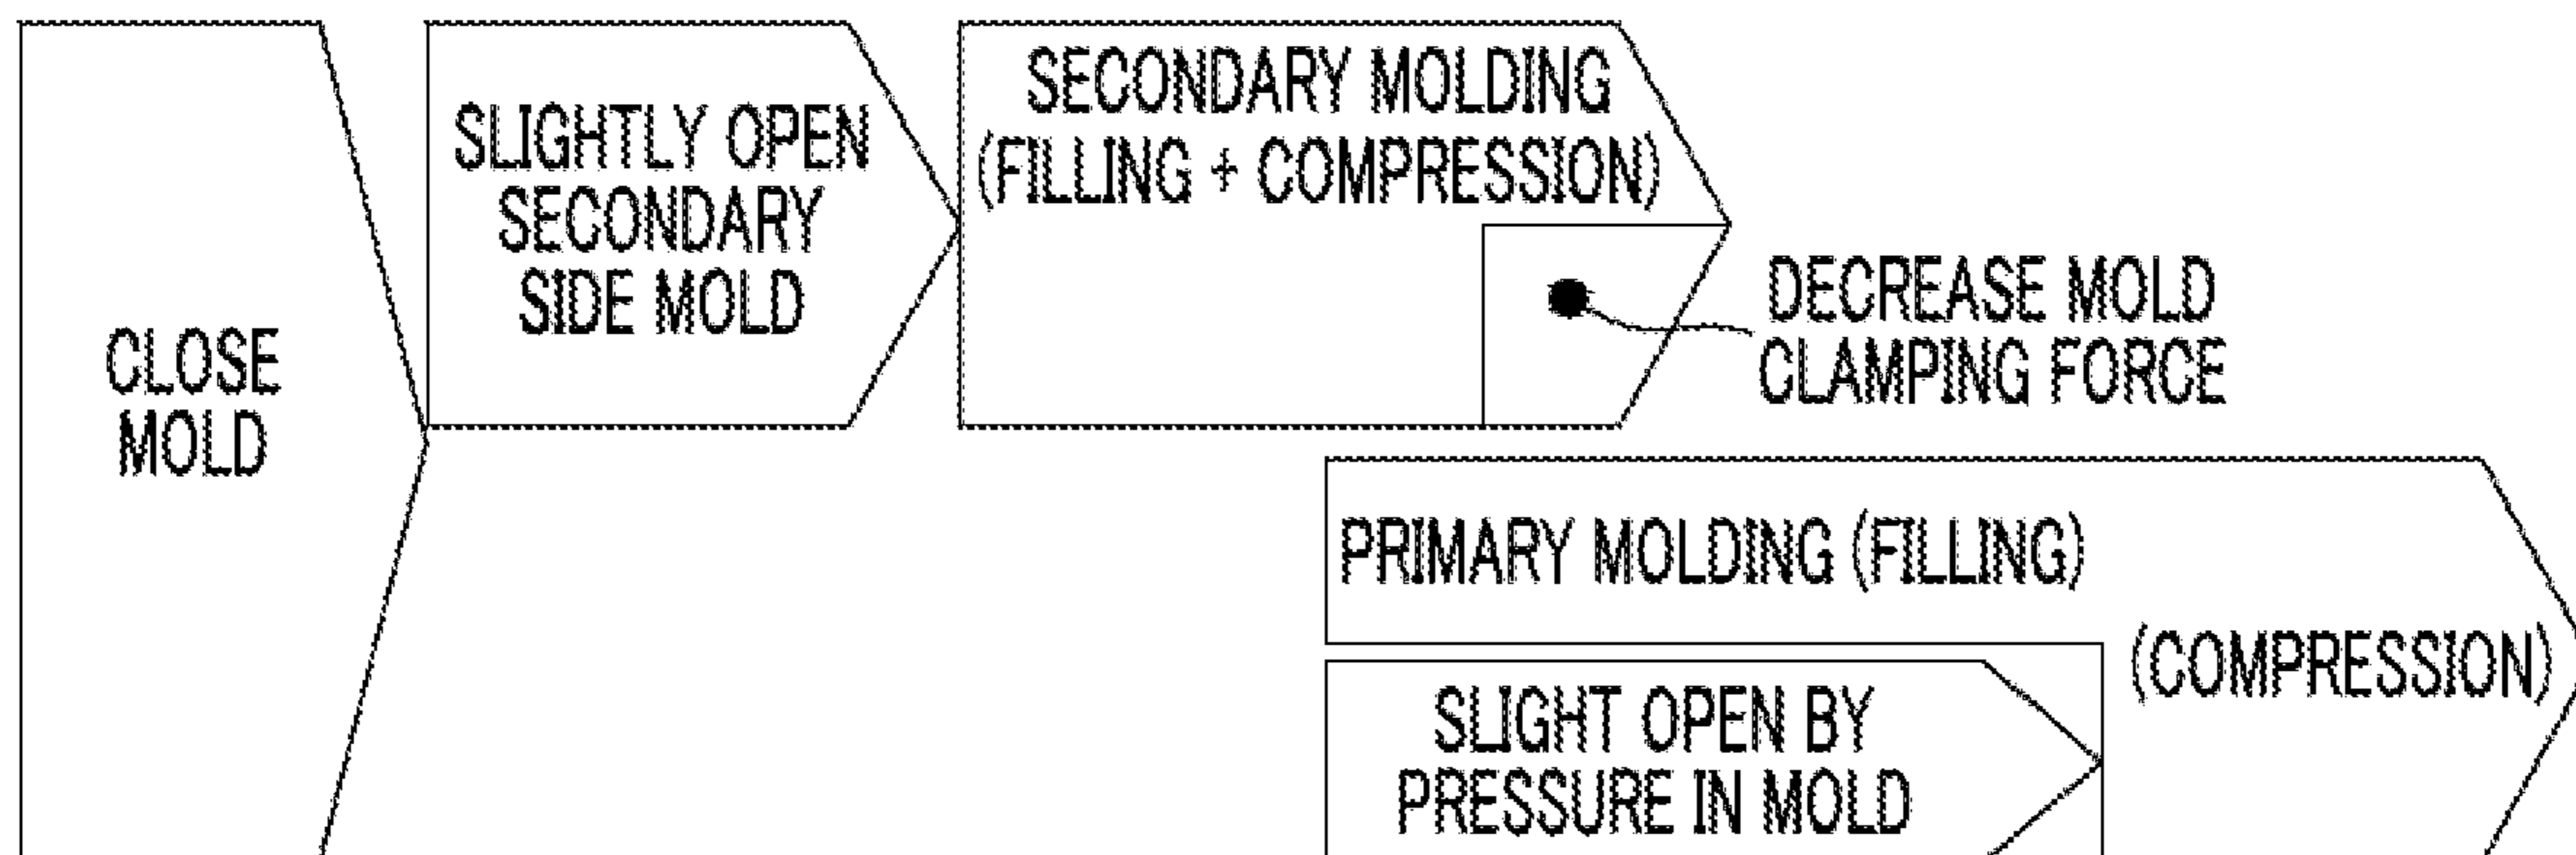 CLOSE
MOLD
SLIGHTLY OPEN
SECONDARY
SIDE MOLD
SECONDARY MOLDING
(FILLING + COMPRESSION)
DECREASE MOLD
CLAMPING FORCE
PRIMARY MOLDING (FILLING)
(COMPRESSION)
SLIGHT OPEN BY
PRESSURE IN MOLD